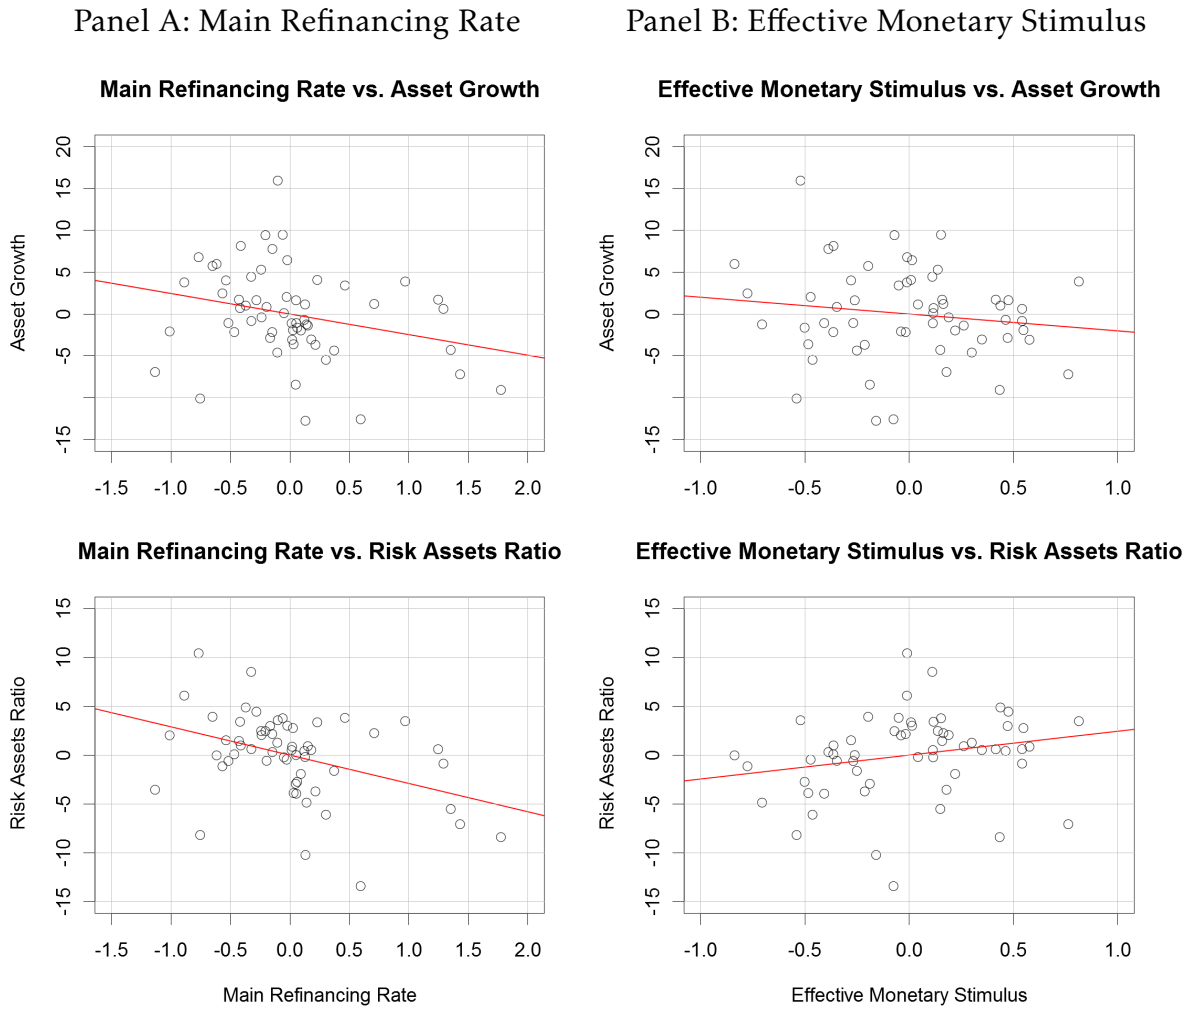 Panel A: Main Refinancing Rate
Panel B: Effective Monetary Stimulus
Main Refinancing Rate vs. Asset Growth
Asset Growth
20
15
10
5
0
-5
-15
-1.5 -1.0 -0.5 0.0 0.5 1.0 1.5 2.0
Effective Monetary Stimulus vs. Asset Growth
Asset Growth
20
15
10
5
0
-5
-15
-1.0 -0.5 0.0 0.5 1.0
Main Refinancing Rate vs. Risk Assets Ratio
Risk Assets Ratio
15
10
5
0
-5
-10
-15
-1.5 -1.0 -0.5 0.0 0.5 1.0 1.5 2.0
Main Refinancing Rate
Effective Monetary Stimulus vs. Risk Assets Ratio
Risk Assets Ratio
15
10
5
0
-5
-10
-15
-1.0 -0.5 0.0 0.5 1.0
Effective Monetary Stimulus